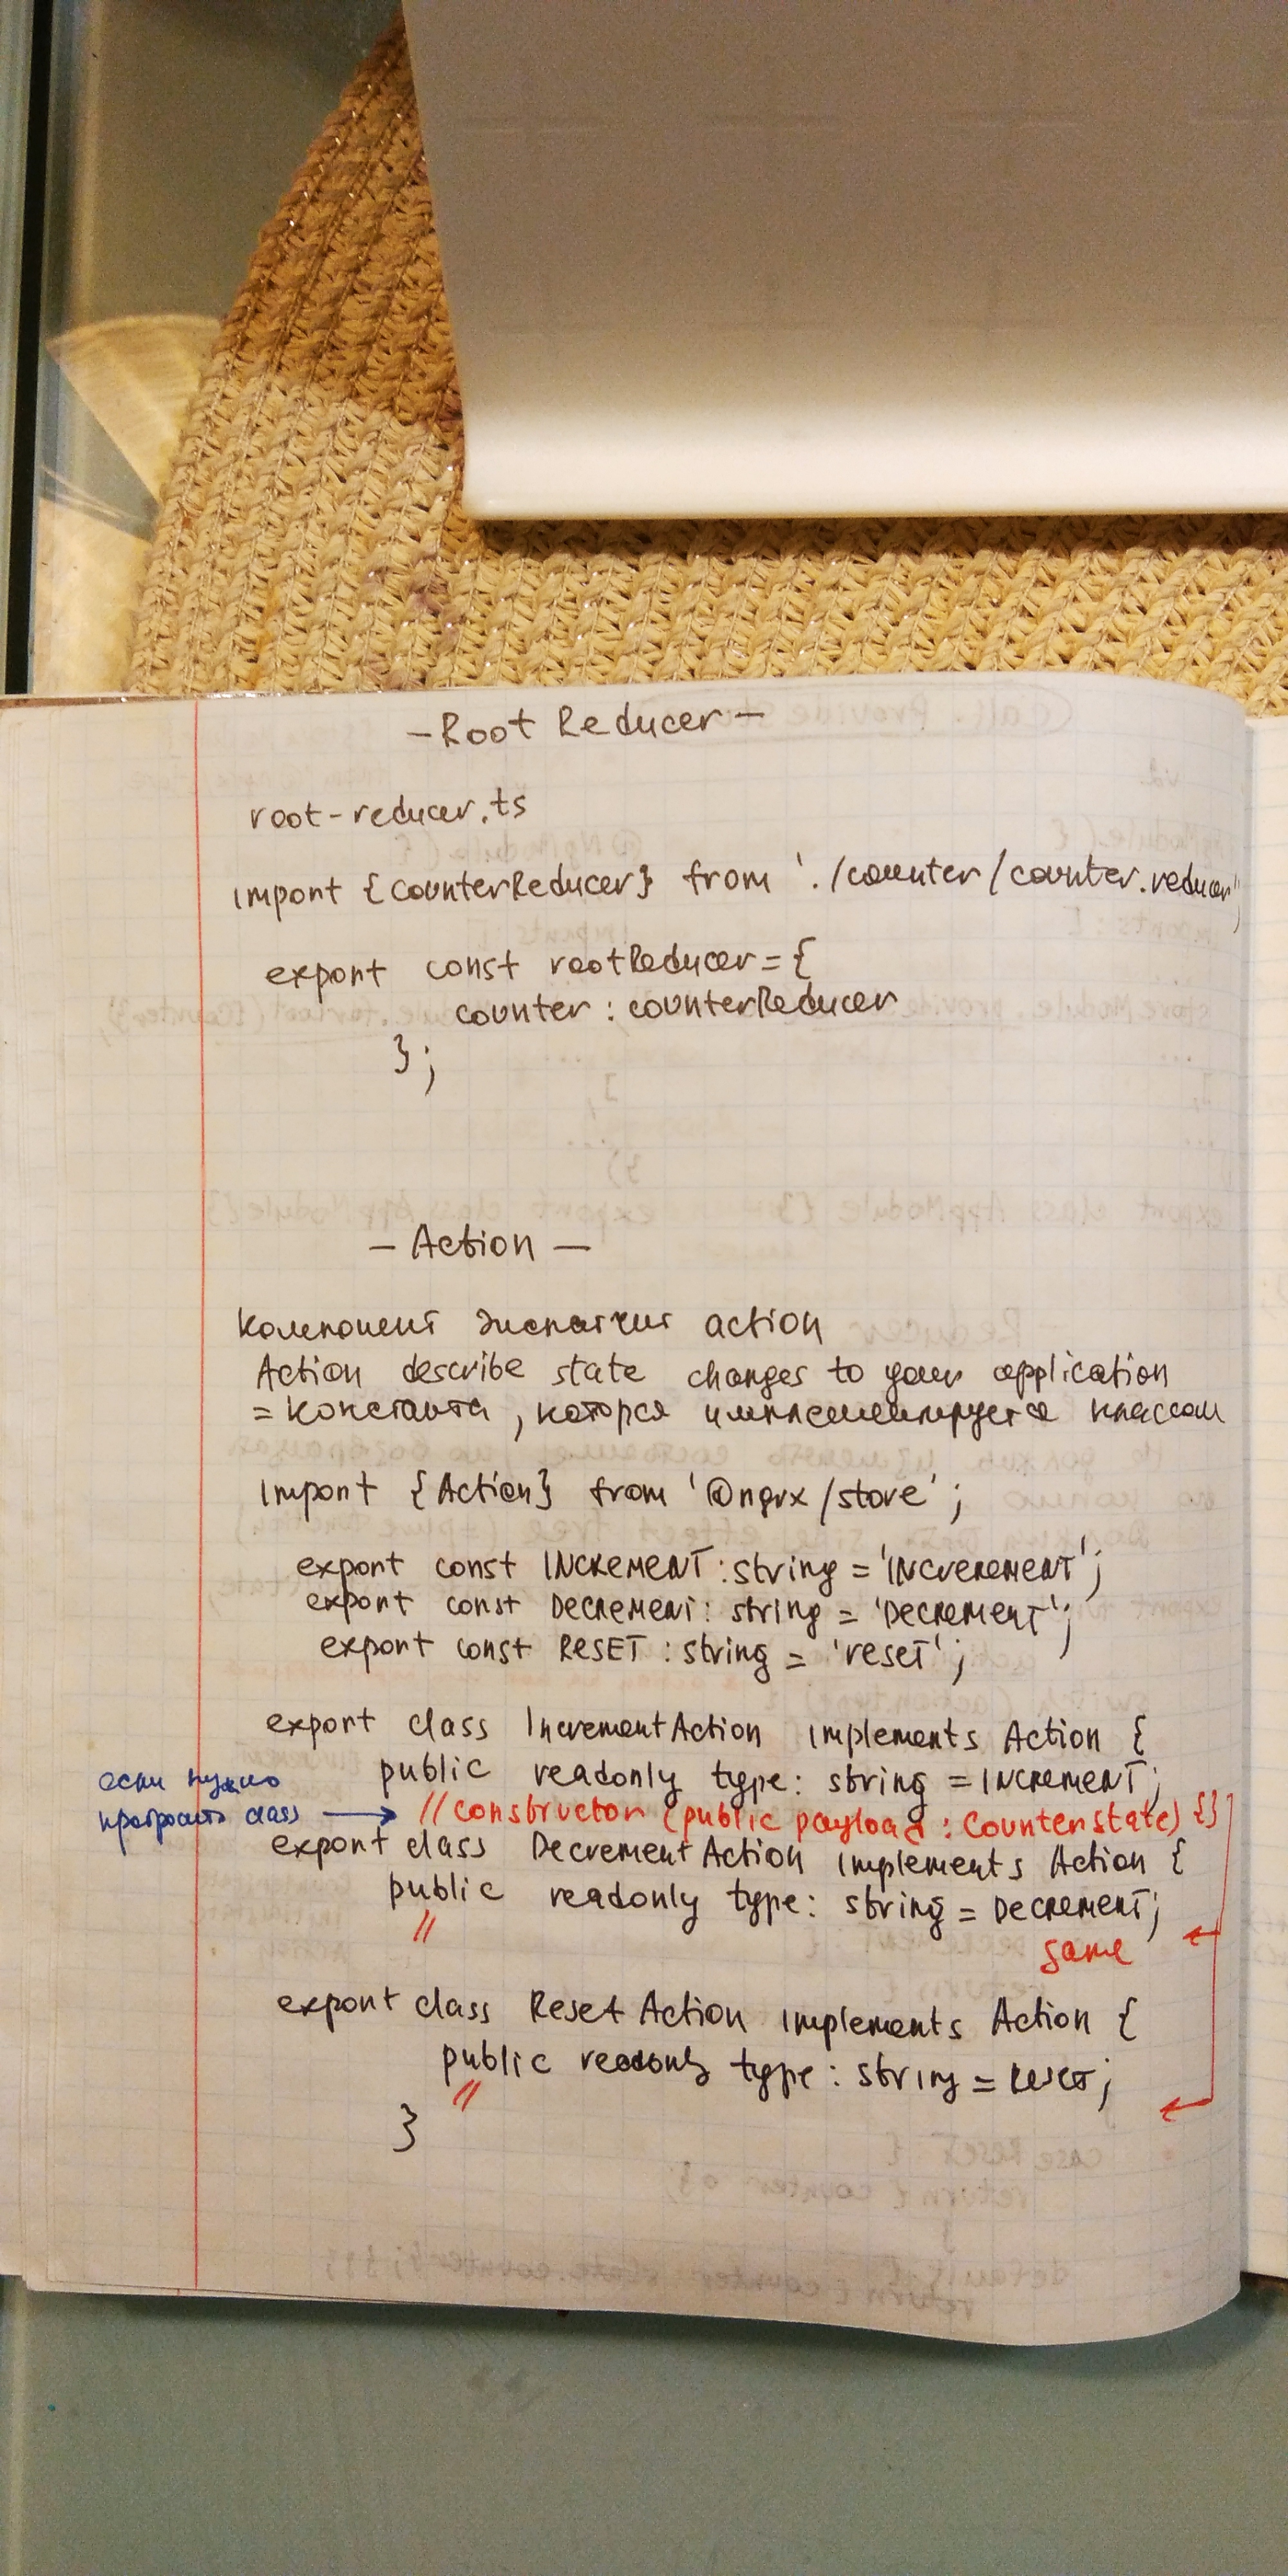 -Root Reducer-
root-reducer.ts
import {counterReducer} from './counter/counter.reducer';
export const rootReducer = {
counter : counterReducer
};
- Action -
Компонент диспатчит action
Action describe state changes to your application
= константа, которая имплементируется классом
import {Action} from '@ngrx/store';
export const INCREMENT : string = 'INCREREMENT';
export const DECREMENT : string = 'DECREMENT';
export const RESET : string = 'reset';
export class IncrementAction implements Action {
public readonly type: string = INCREMENT;
если нужно
пробросить class → //constructor (public payload : Counterstate) {}
export class DecrementAction implements Action {
public readonly type: string = DECREMENT;
// same
export class ResetAction implements Action {
public readonly type : string = RESET;
//
}